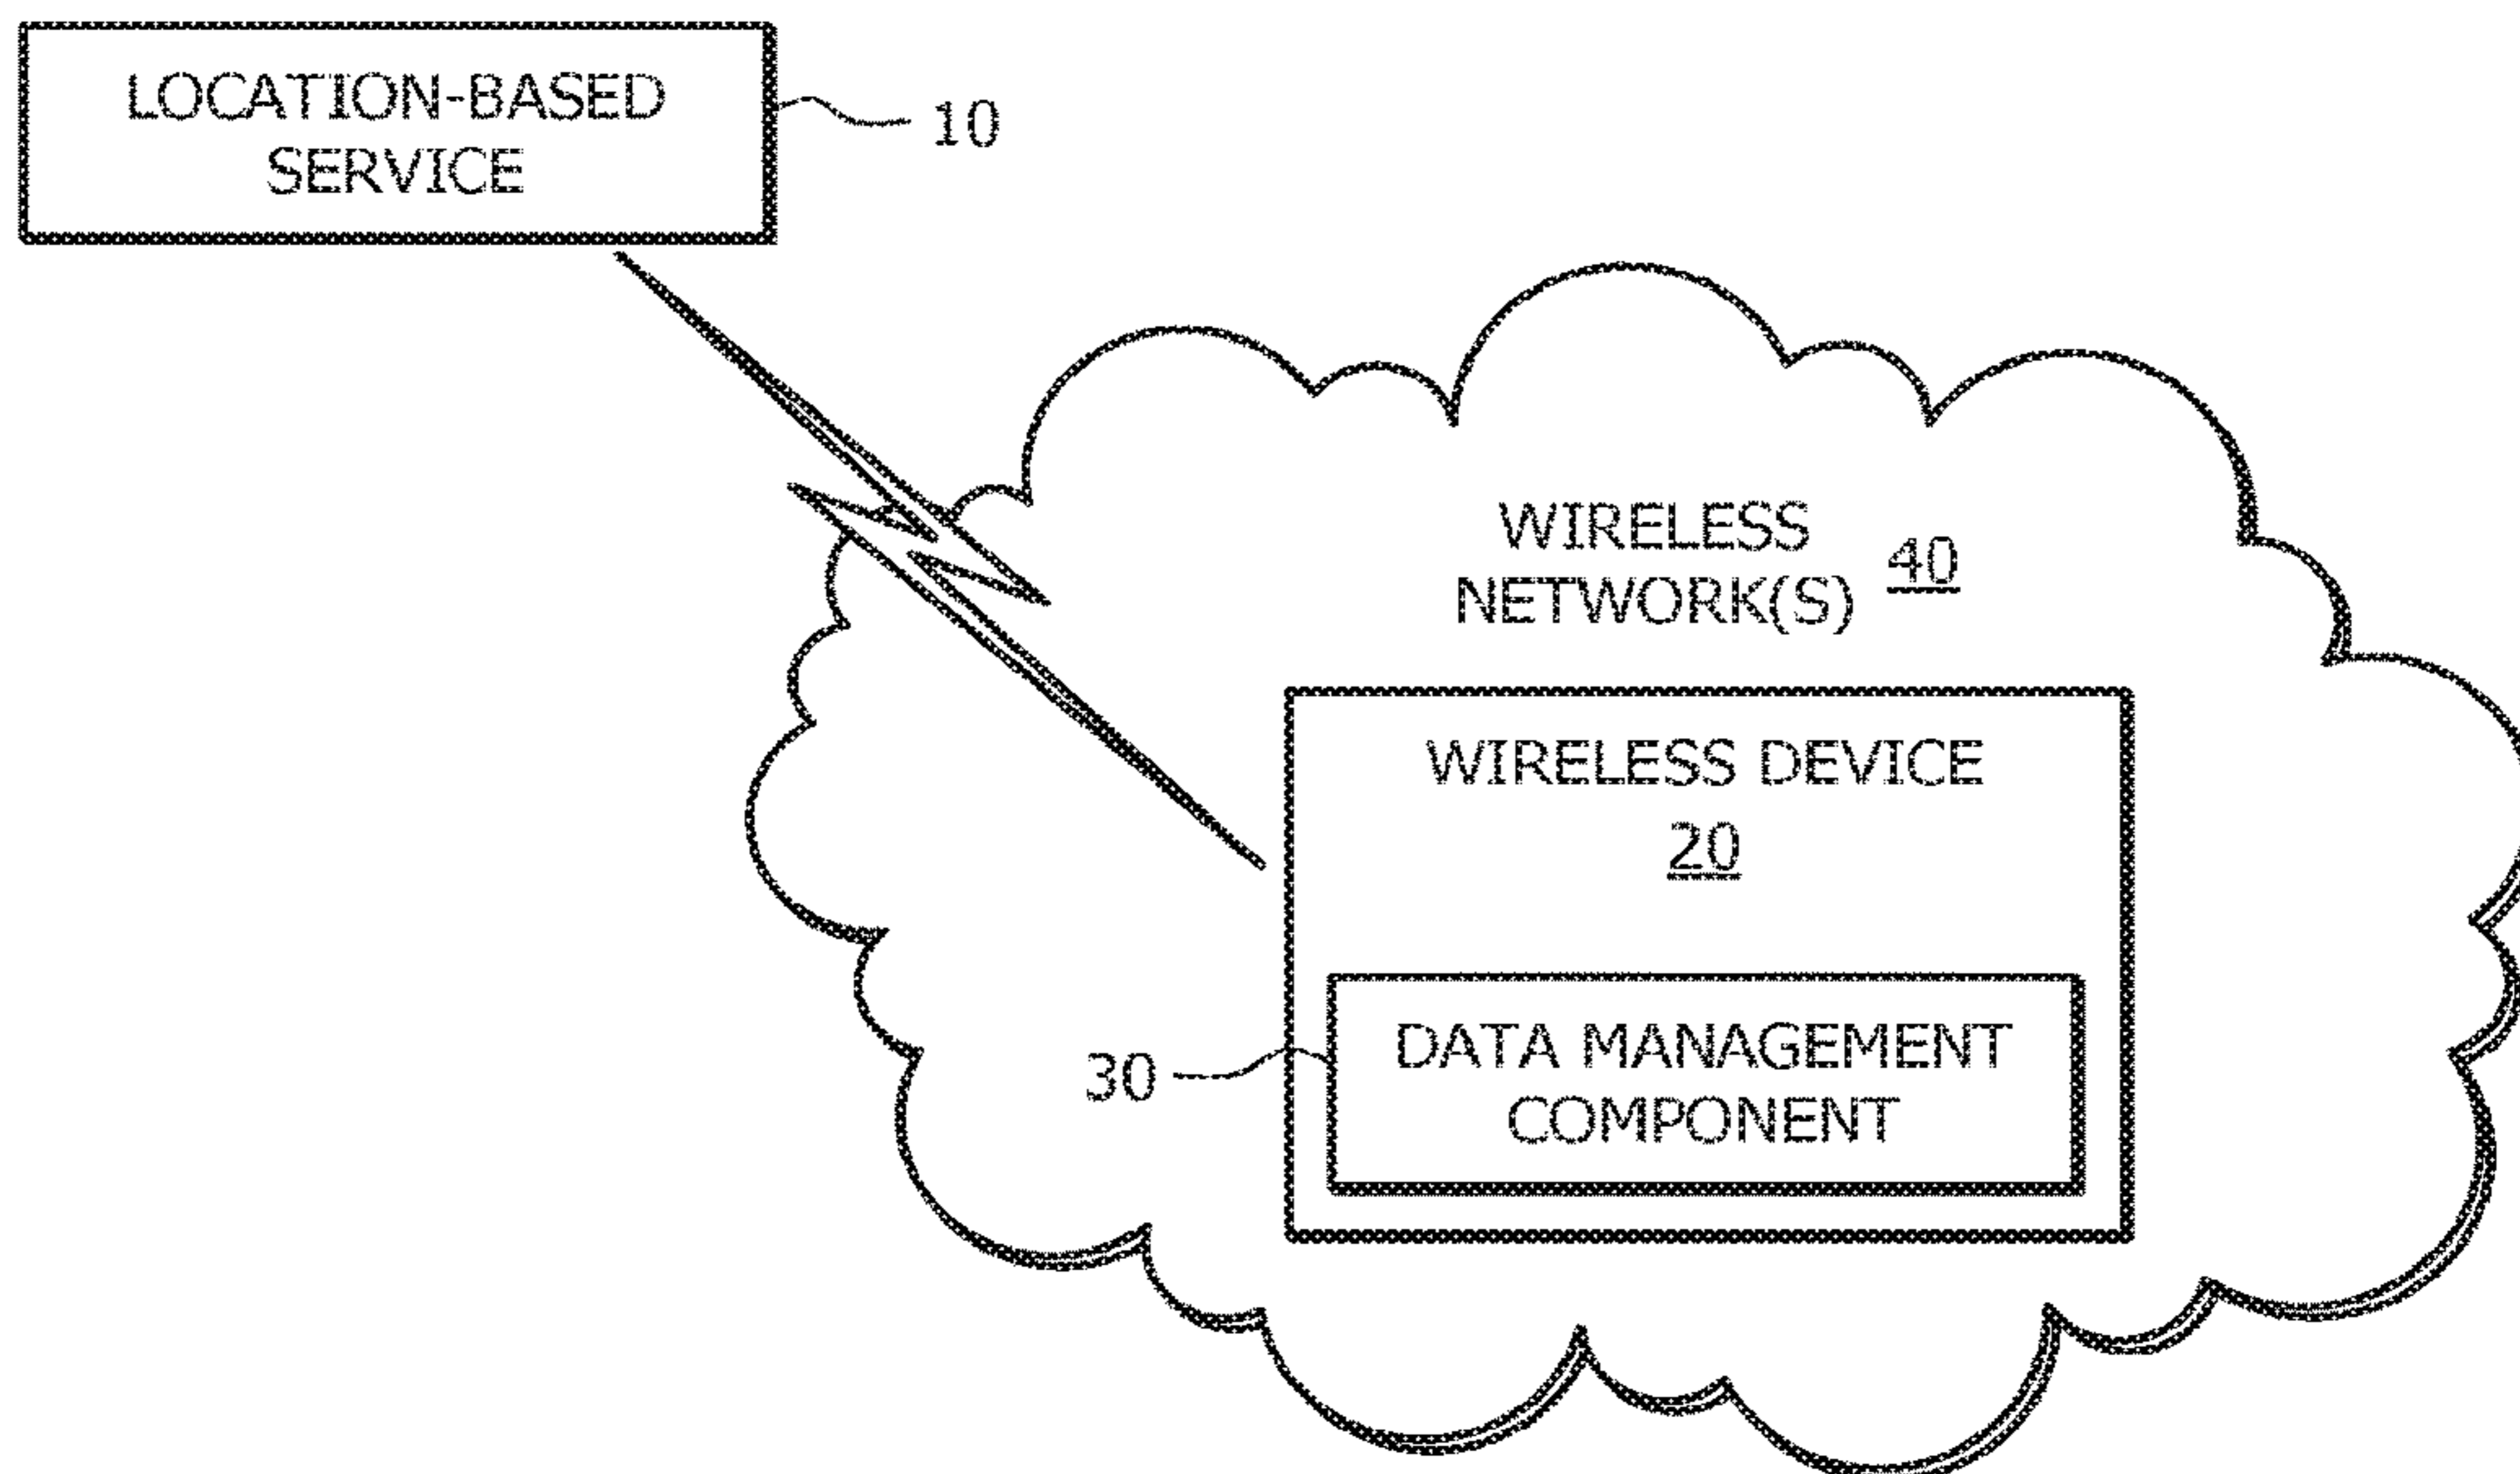 LOCATION-BASED
SERVICE
10
WIRELESS
NETWORK(S)
40
WIRELESS DEVICE
20
30
DATA MANAGEMENT
COMPONENT